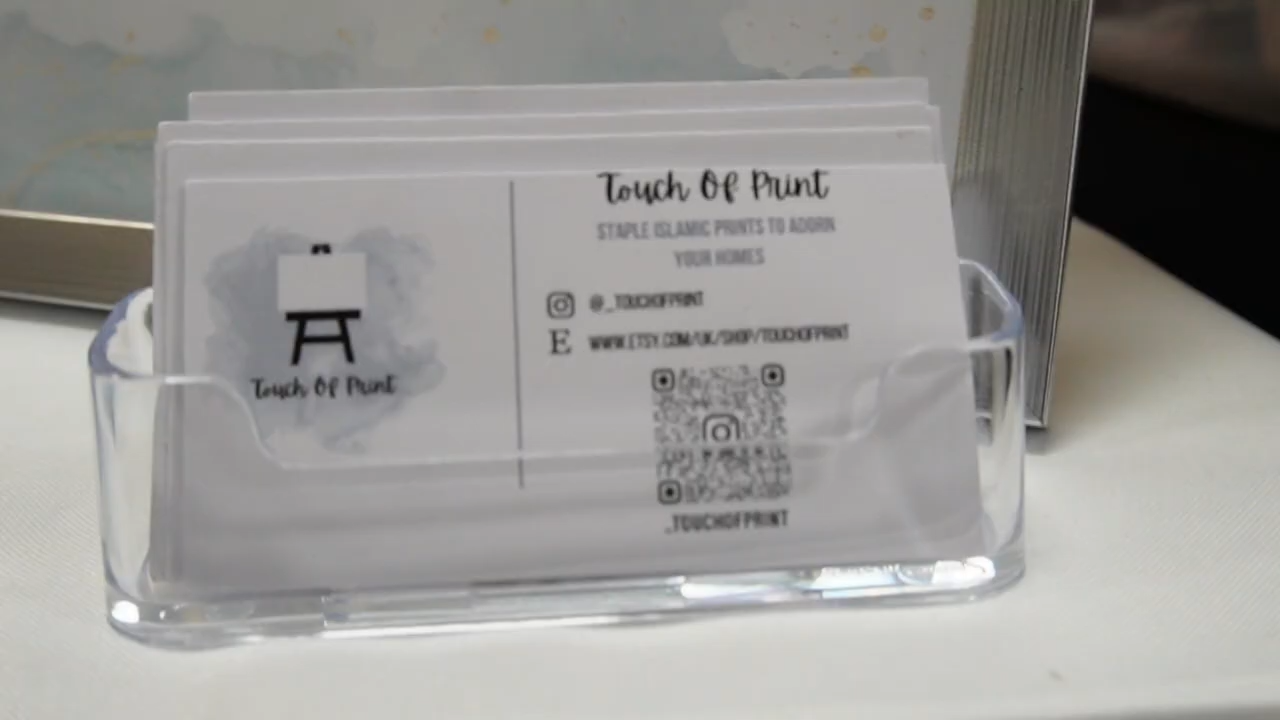 Touch Of Print
Touch Of Print
STAPLE ISLAMIC PRINTS TO ADORN
YOUR HOMES
@_TOUCHOFPRINT
E WWW.ETSY.COM/UK/SHOP/TOUCHOFPRINT
_TOUCHOFPRINT